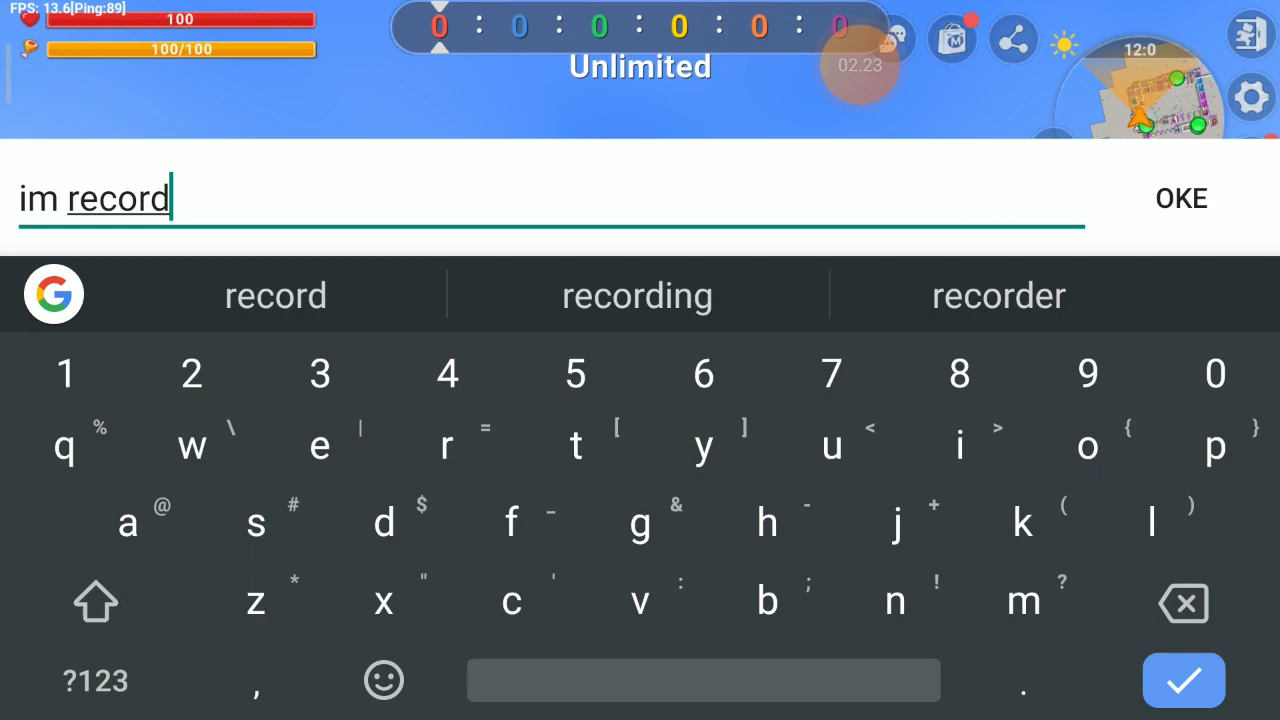 FPS: 13.6[Ping:89]
100
0 : 0 : 0 : 0 : 0 : 0
12:0
100/100
Unlimited
02.23
im record
OKE
record recording recorder
1 2 3 4 5 6 7 8 9 0
q % w \ e | r = t [ y ] u < i > o { p }
a @ s # d $ f _ g & h - j + k ( l )
z * x " c ' v : b ; n ! m ?
?123 , .